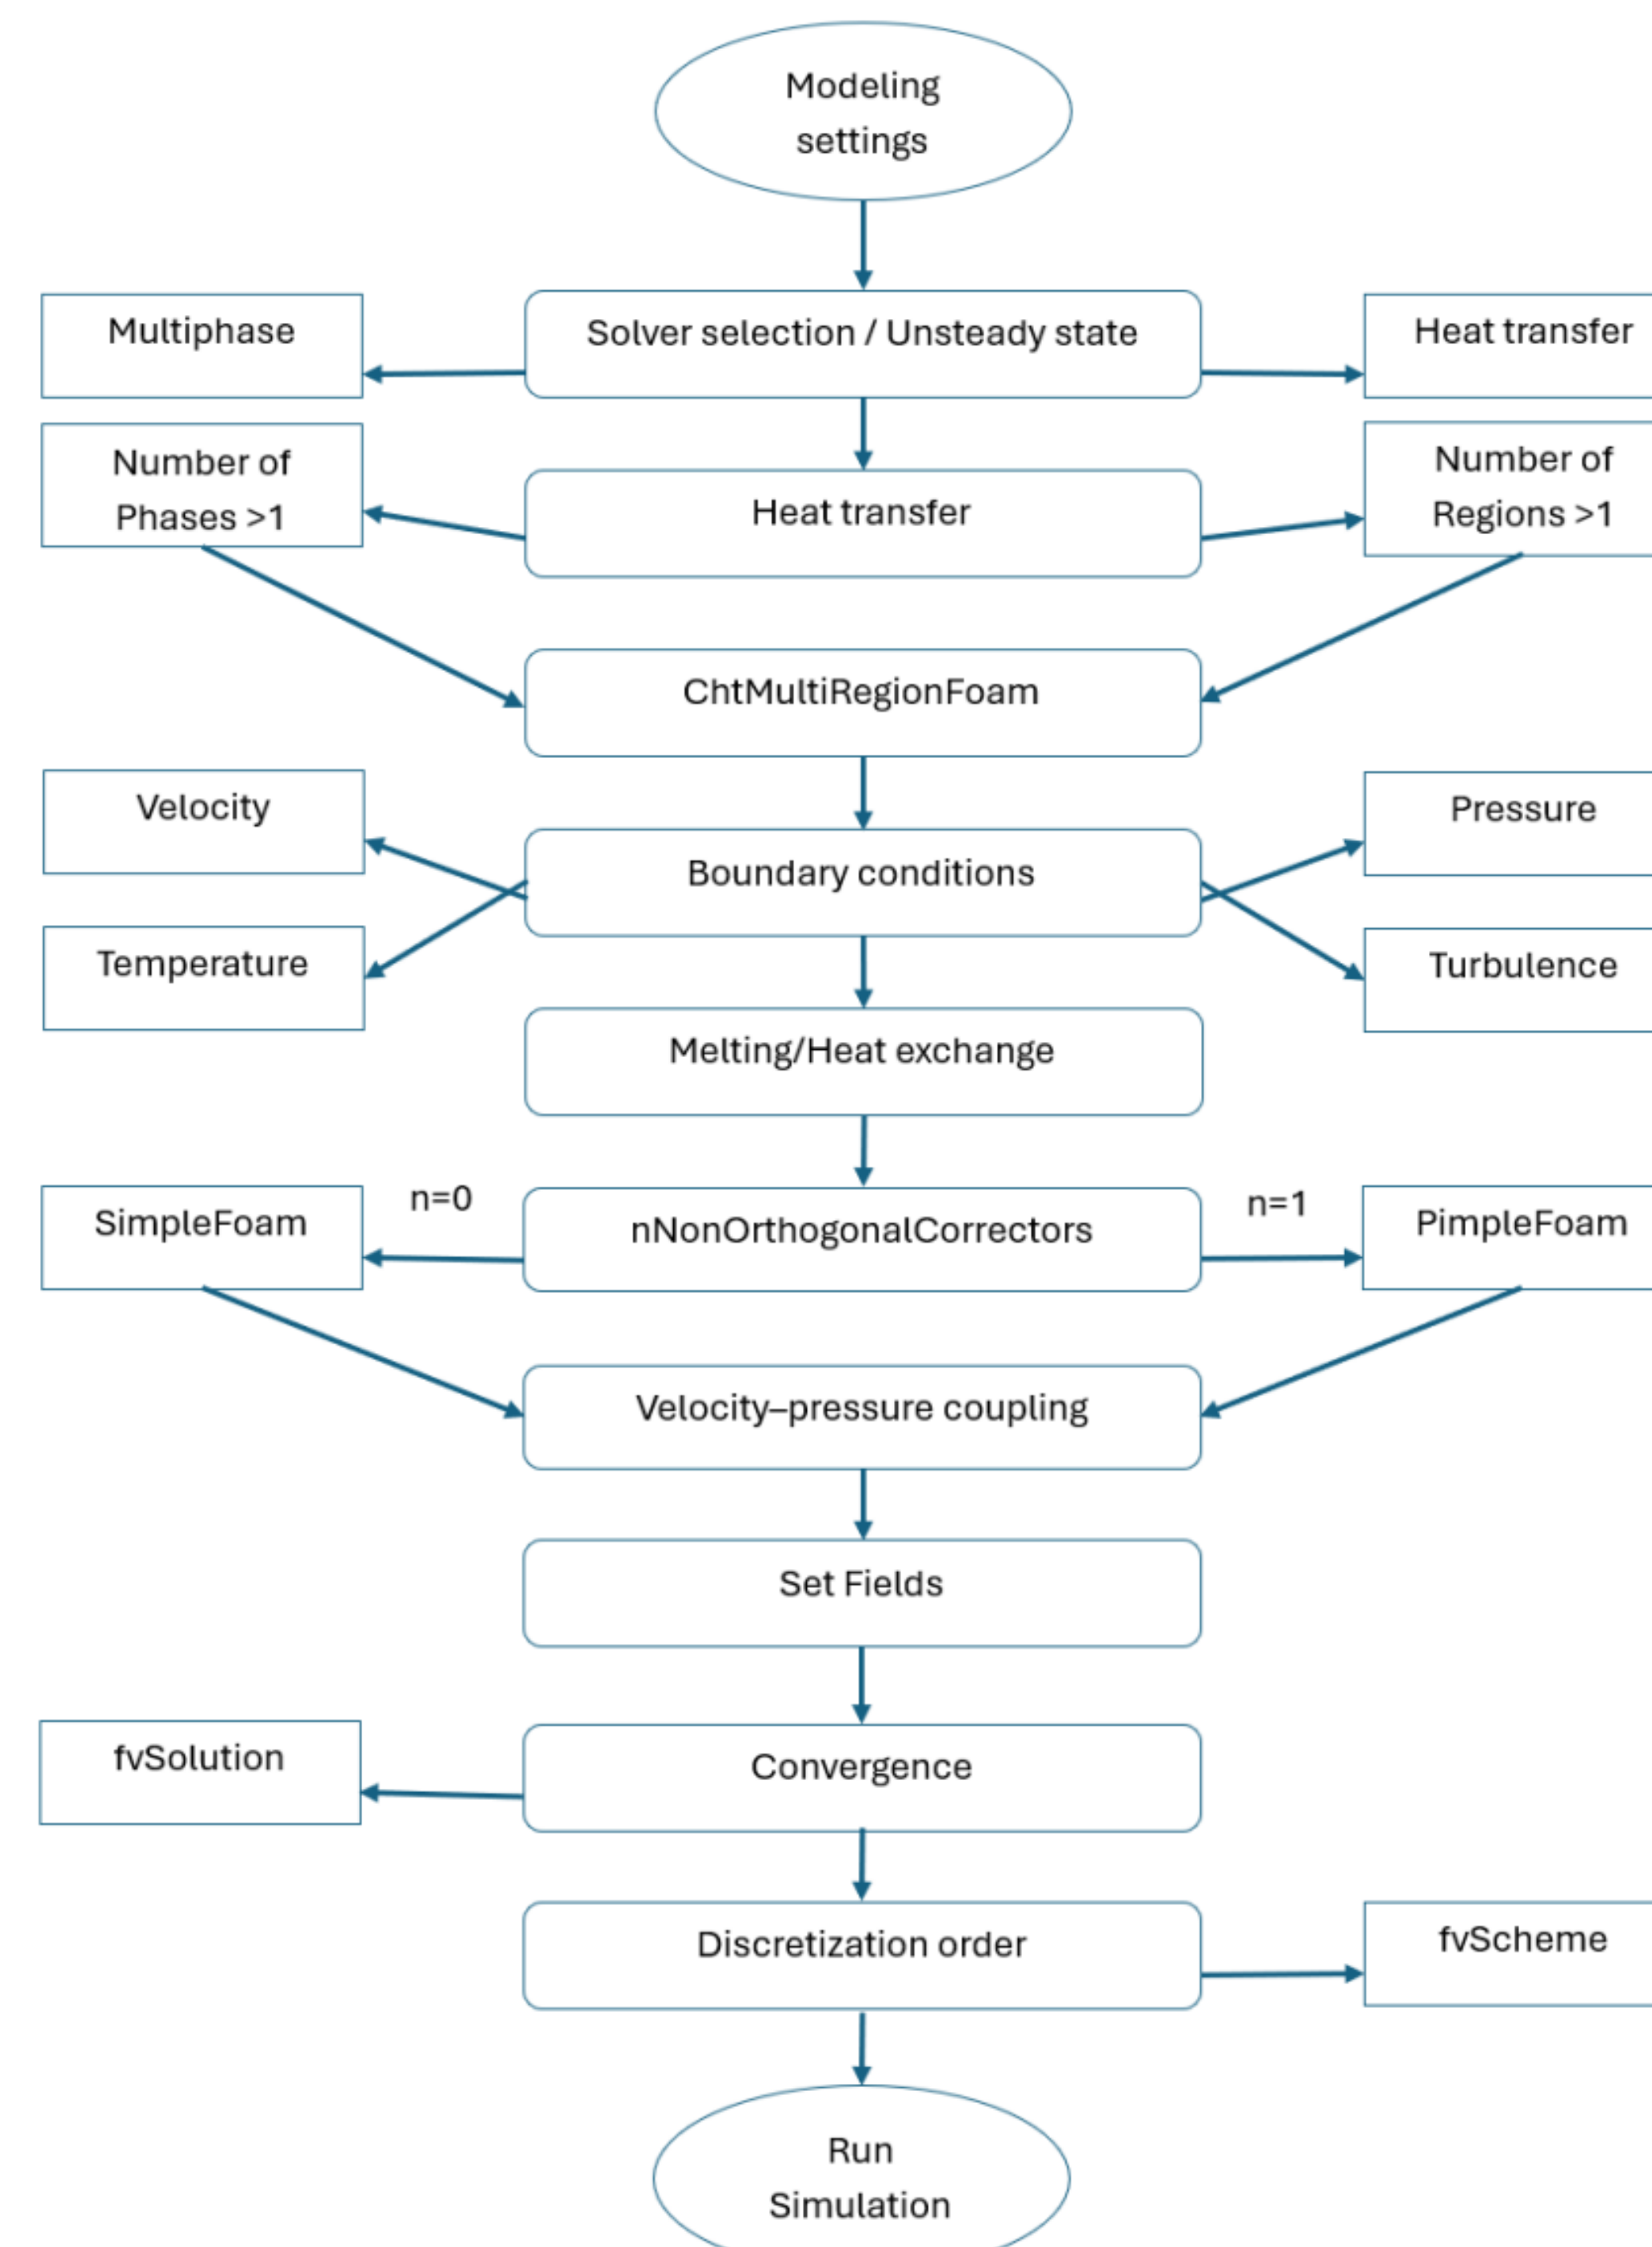 Modeling
settings
Multiphase
Solver selection / Unsteady state
Heat transfer
Number of
Phases >1
Heat transfer
Number of
Regions >1
ChtMultiRegionFoam
Velocity
Boundary conditions
Pressure
Temperature
Turbulence
Melting/Heat exchange
SimpleFoam
n=0
nNonOrthogonalCorrectors
n=1
PimpleFoam
Velocity–pressure coupling
Set Fields
fvSolution
Convergence
Discretization order
fvScheme
Run
Simulation